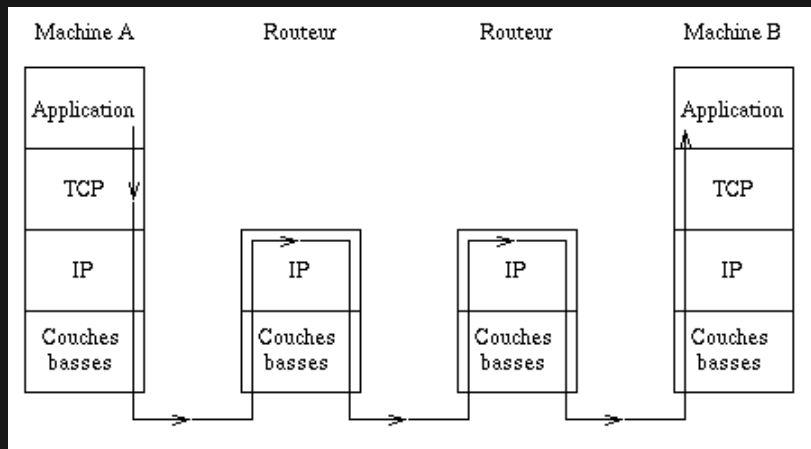 Machine A Routeur Routeur Machine B
Application Application
TCP TCP
IP IP IP IP
Couches Couches Couches Couches
basses basses basses basses